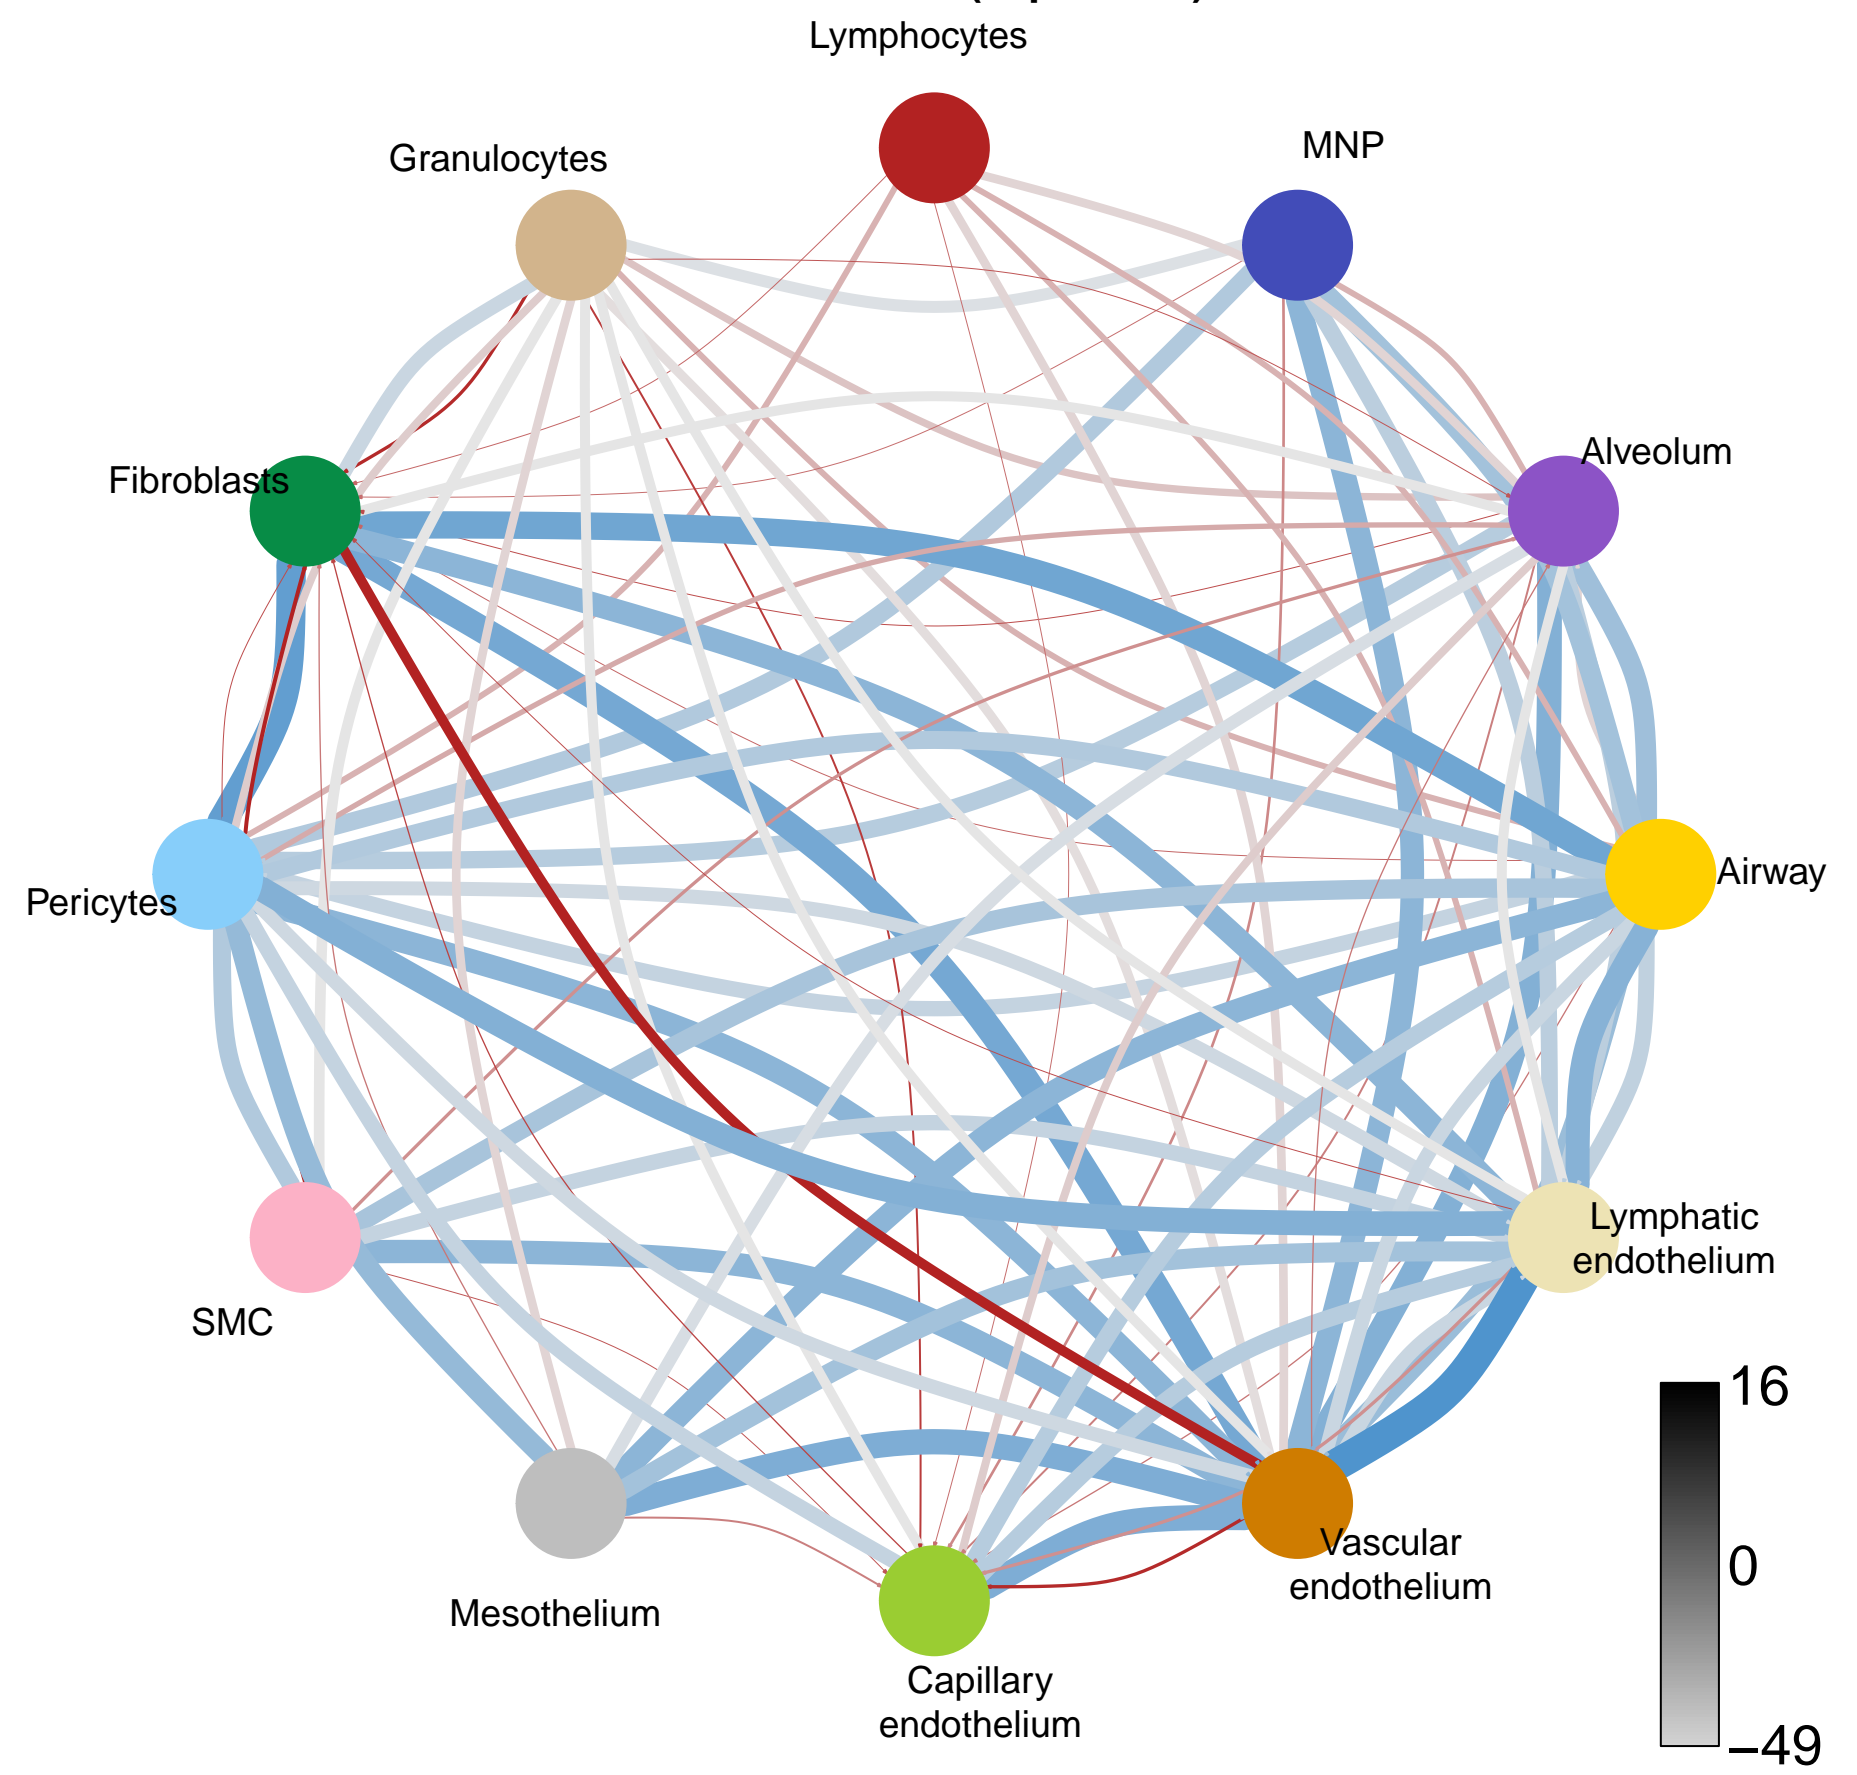 Lymphocytes
MNP
Granulocytes
Alveolum
Fibroblasts
Airway
Pericytes
Lymphatic
endothelium
SMC
16
0
−49
Vascular
endothelium
Mesothelium
Capillary
endothelium